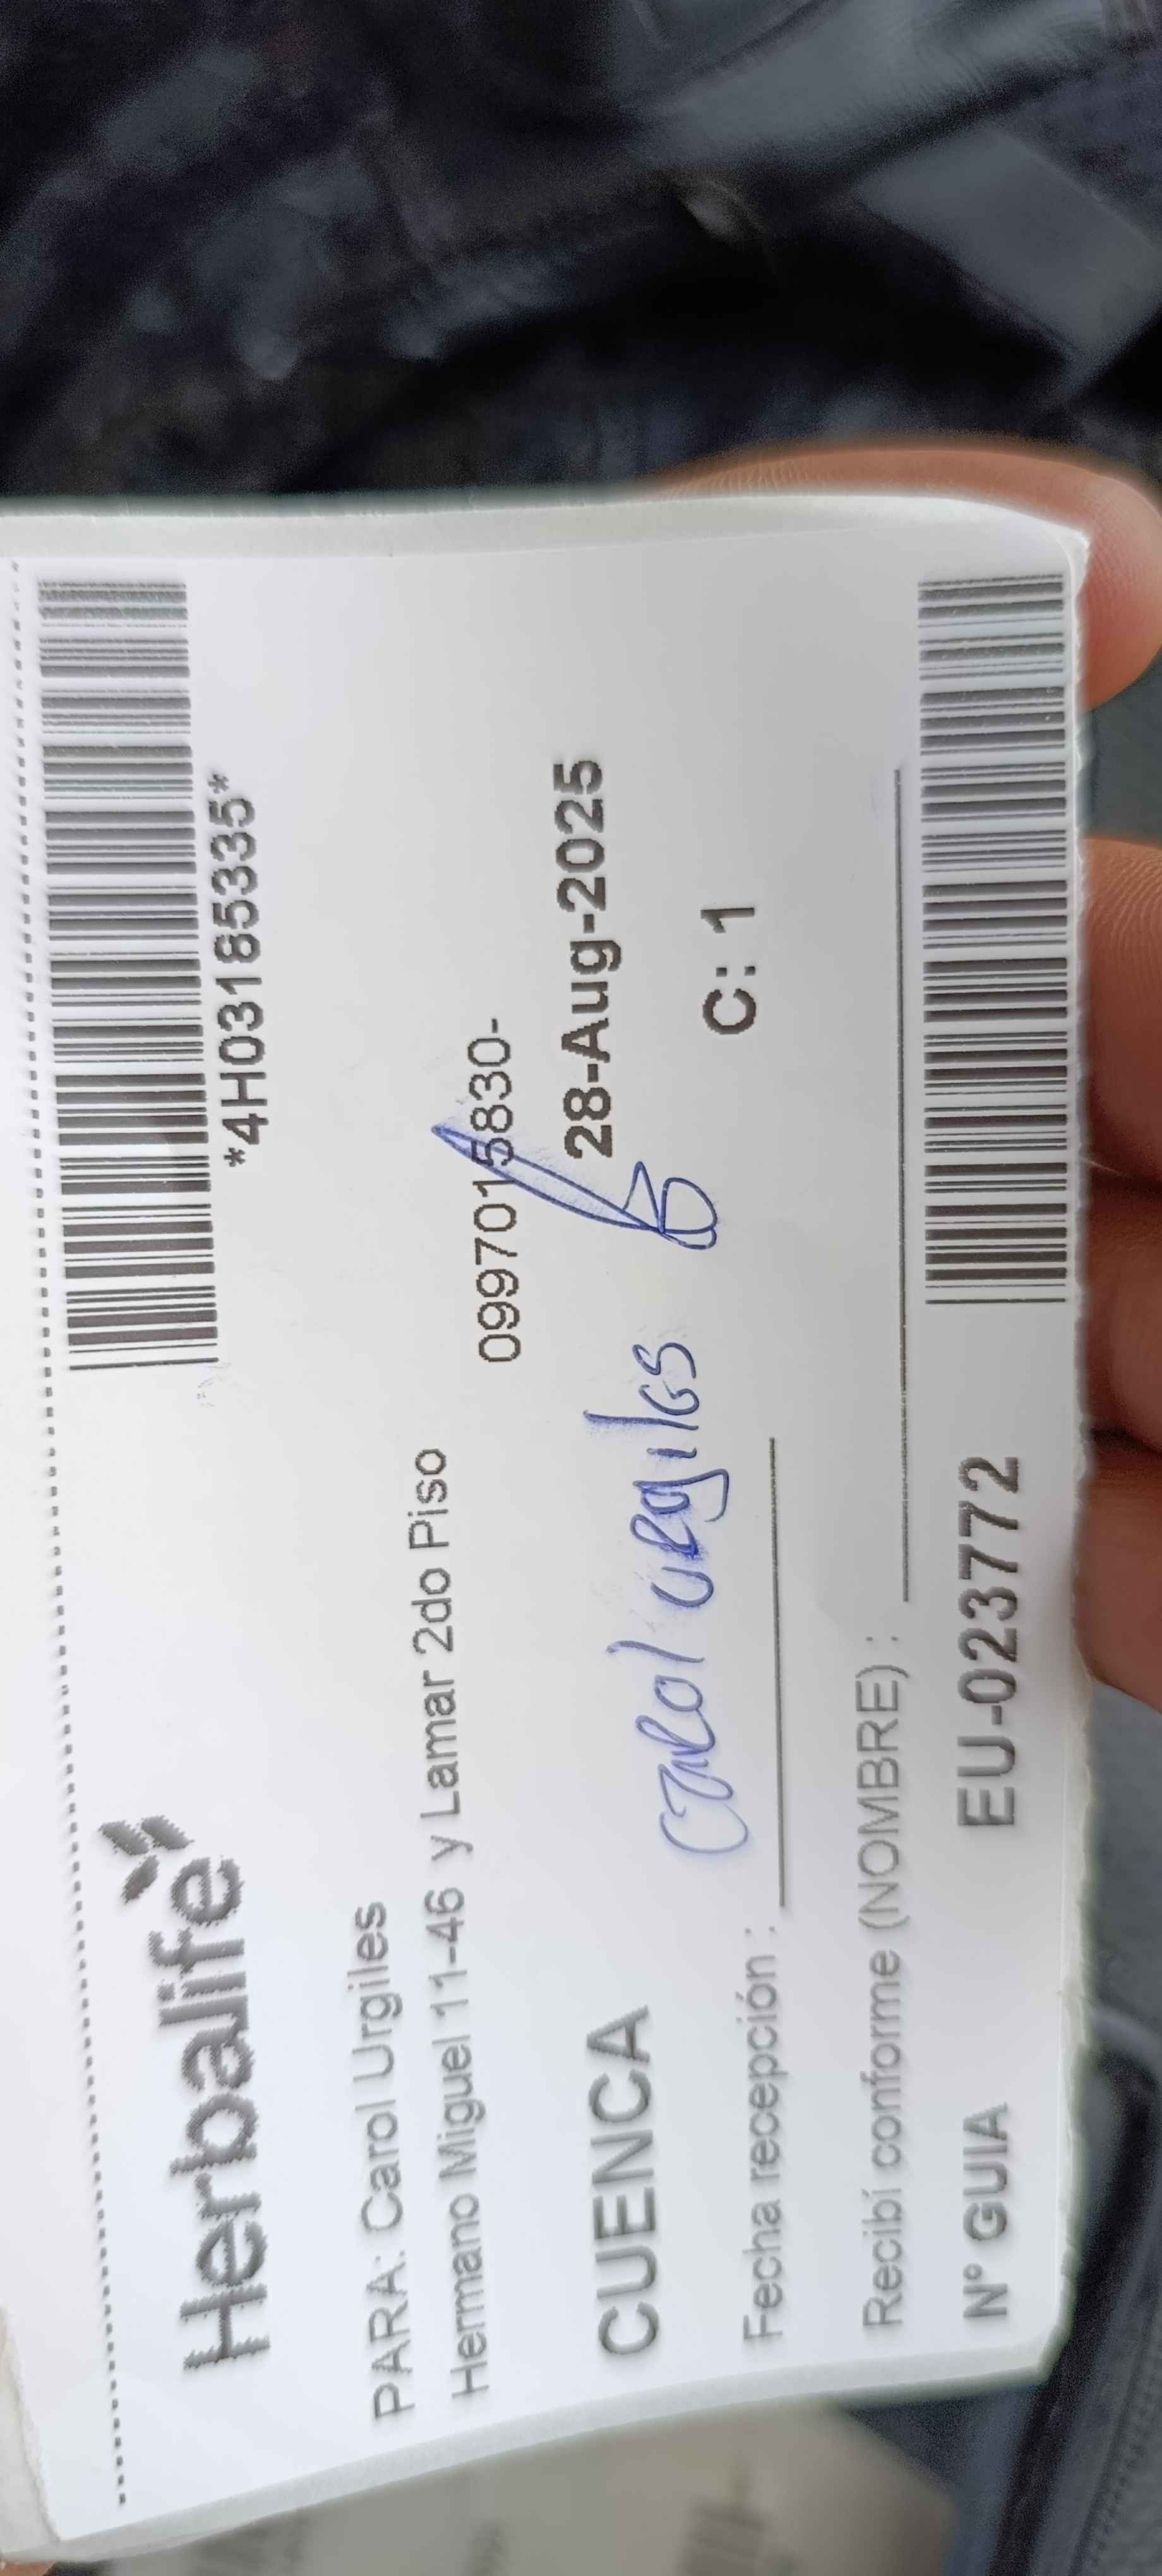 Herbalife
*4H03185335*
PARA: Carol Urgiles
Hermano Miguel 11-46 y Lamar 2do Piso
0997015830-
CUENCA
28-Aug-2025
Carol Urgiles
C: 1
Fecha recepción :
Recibí conforme (NOMBRE) :
N° GUIA
EU-023772